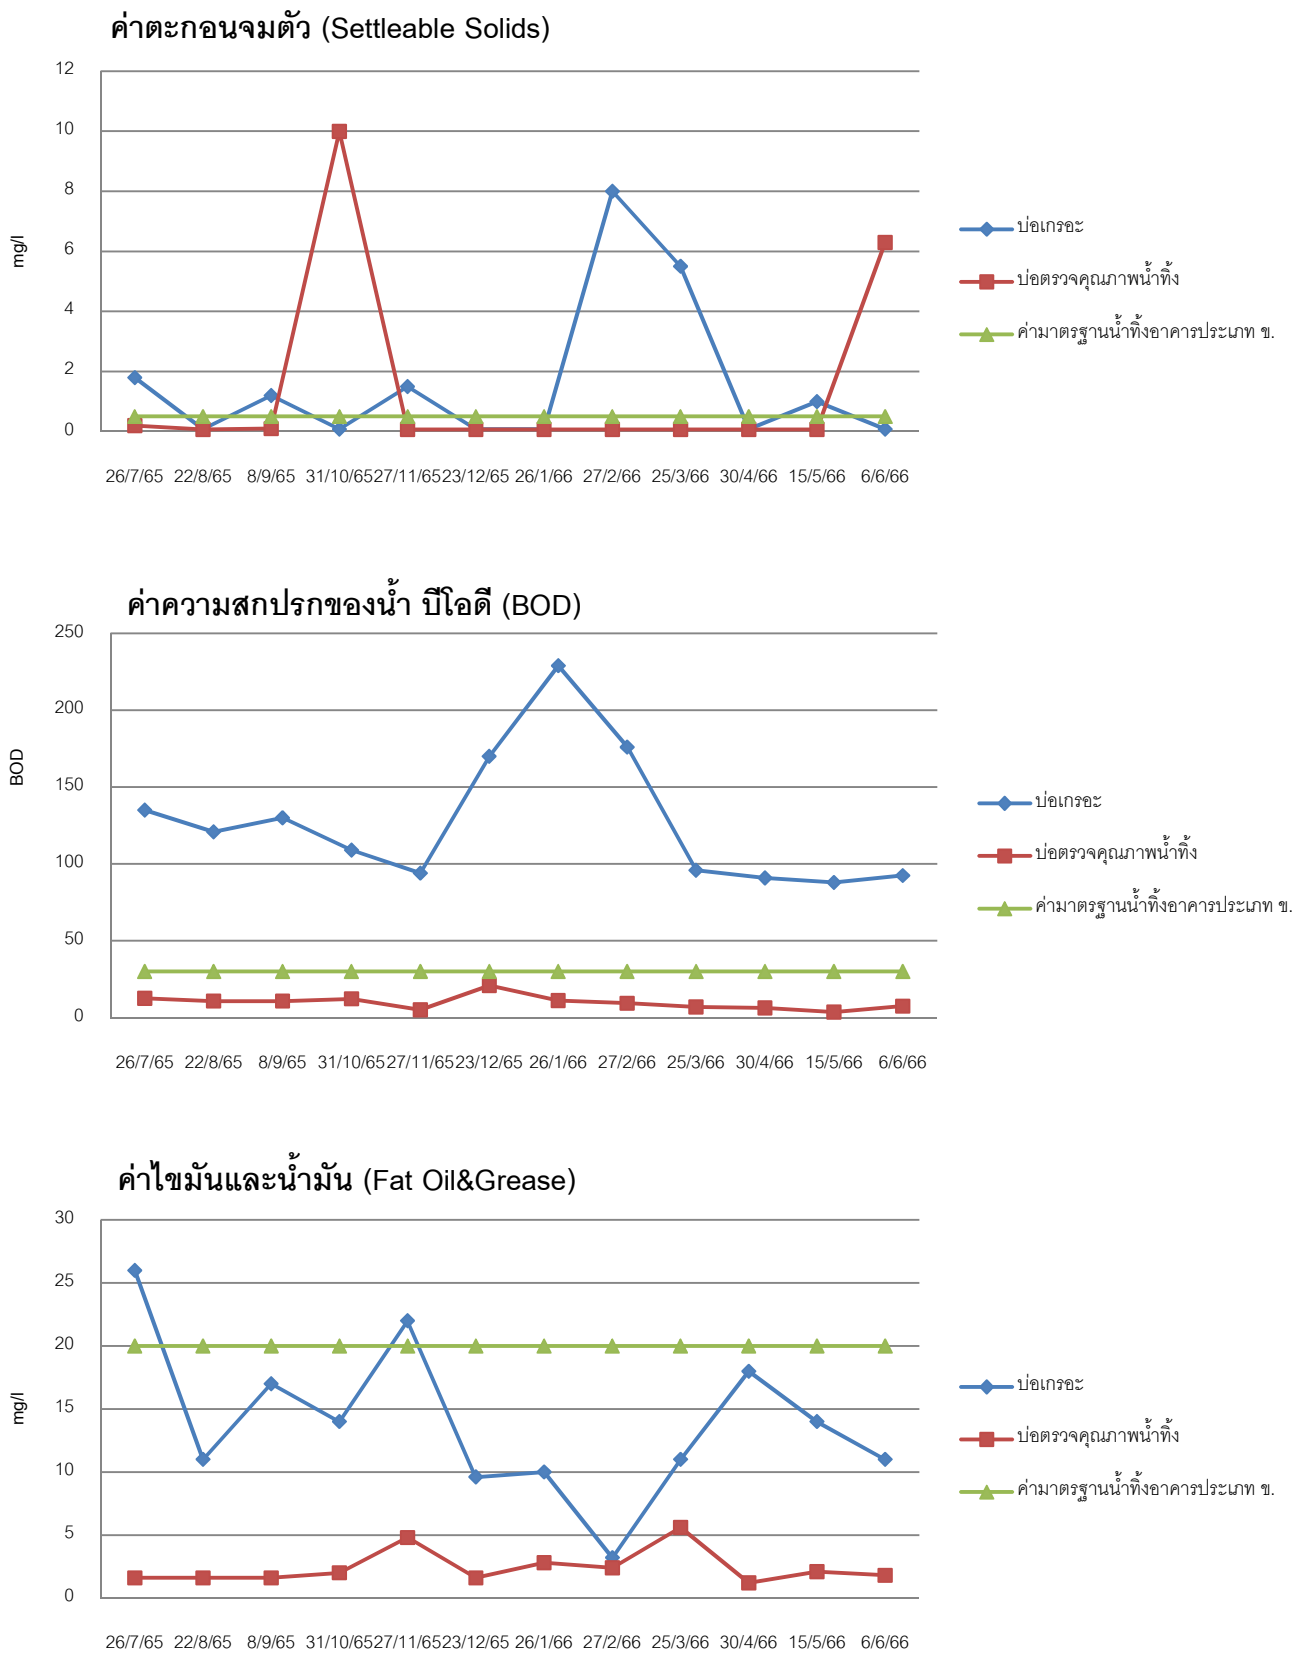 ค่าตะกอนจมตัว (Settleable Solids)
12
10
8
6
4
2
0
mg/l
26/7/65 22/8/65 8/9/65 31/10/65 27/11/65 23/12/65 26/1/66 27/2/66 25/3/66 30/4/66 15/5/66 6/6/66
บ่อเกรอะ
บ่อตรวจคุณภาพน้ำทิ้ง
ค่ามาตรฐานน้ำทิ้งอาคารประเภท ข.
ค่าความสกปรกของน้ำ บีโอดี (BOD)
250
200
150
100
50
0
BOD
26/7/65 22/8/65 8/9/65 31/10/65 27/11/65 23/12/65 26/1/66 27/2/66 25/3/66 30/4/66 15/5/66 6/6/66
บ่อเกรอะ
บ่อตรวจคุณภาพน้ำทิ้ง
ค่ามาตรฐานน้ำทิ้งอาคารประเภท ข.
ค่าไขมันและน้ำมัน (Fat Oil&Grease)
30
25
20
15
10
5
0
mg/l
26/7/65 22/8/65 8/9/65 31/10/65 27/11/65 23/12/65 26/1/66 27/2/66 25/3/66 30/4/66 15/5/66 6/6/66
บ่อเกรอะ
บ่อตรวจคุณภาพน้ำทิ้ง
ค่ามาตรฐานน้ำทิ้งอาคารประเภท ข.